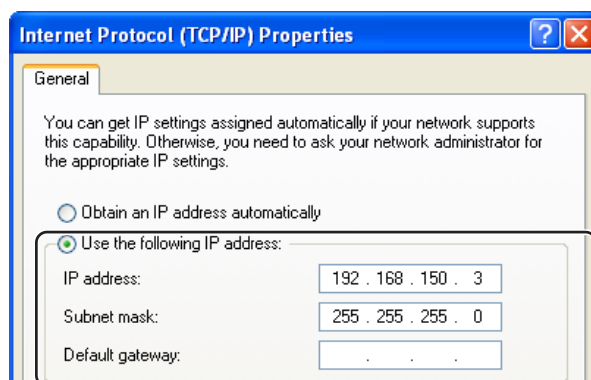 Internet Protocol (TCP/IP) Properties
General
You can get IP settings assigned automatically if your network supports
this capability. Otherwise, you need to ask your network administrator for
the appropriate IP settings.
Obtain an IP address automatically
Use the following IP address:
IP address: 192 . 168 . 150 . 3
Subnet mask: 255 . 255 . 255 . 0
Default gateway: . . .